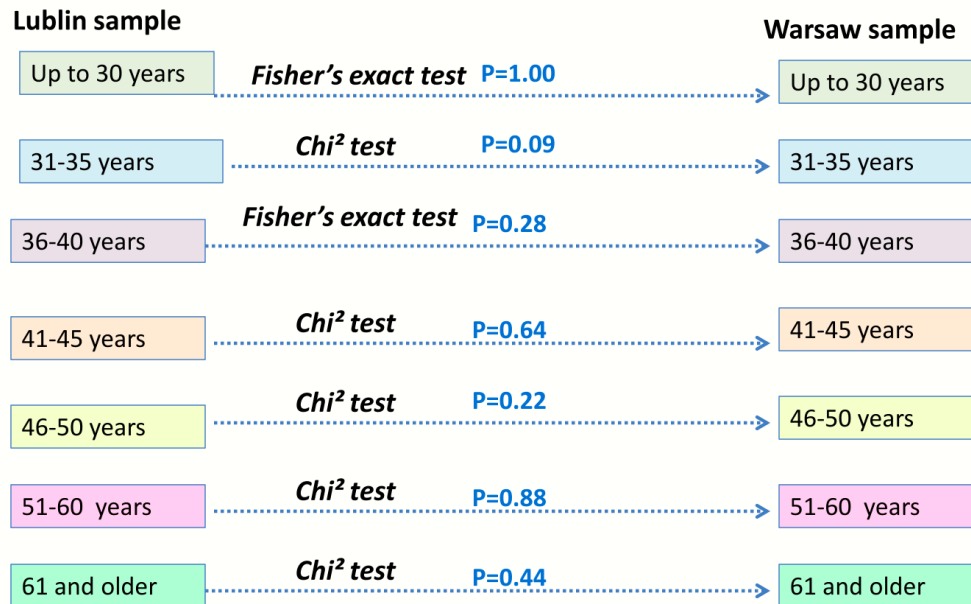 Lublin sample
Warsaw sample
Up to 30 years Fisher's exact test P=1.00 Up to 30 years
31-35 years Chi² test P=0.09 31-35 years
36-40 years Fisher's exact test P=0.28 36-40 years
41-45 years Chi² test P=0.64 41-45 years
46-50 years Chi² test P=0.22 46-50 years
51-60 years Chi² test P=0.88 51-60 years
61 and older Chi² test P=0.44 61 and older